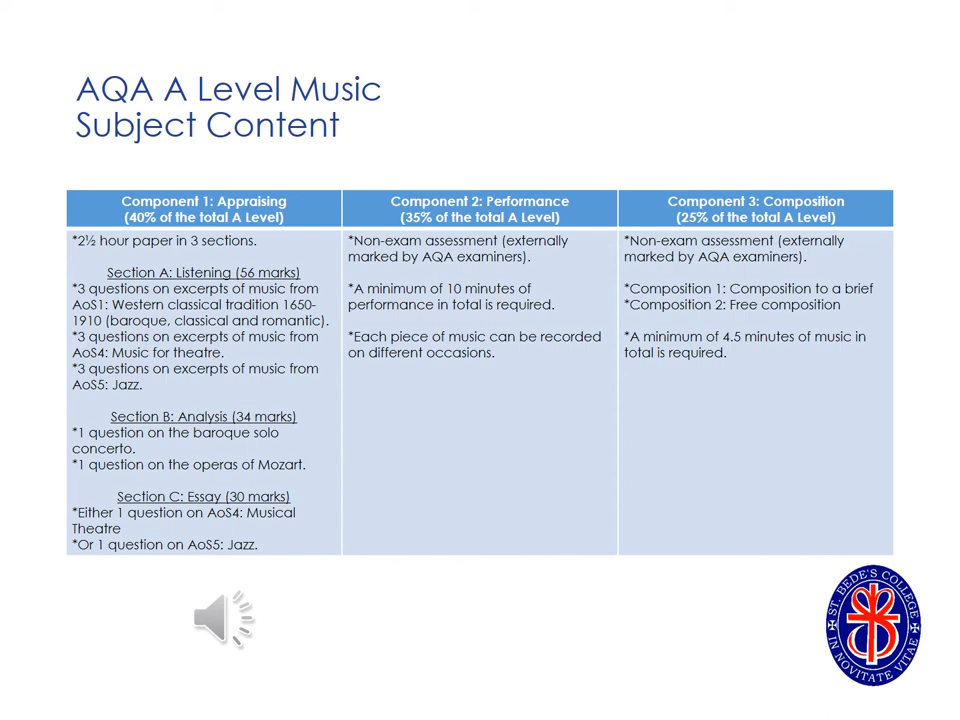 AQA A Level Music
Subject Content
Component 1: Appraising
(40% of the total A Level)
*2½ hour paper in 3 sections.
Section A: Listening (56 marks)
*3 questions on excerpts of music from
AoS1: Western classical tradition 1650-
1910 (baroque, classical and romantic).
*3 questions on excerpts of music from
AoS4: Music for theatre.
*3 questions on excerpts of music from
AoS5: Jazz.
Section B: Analysis (34 marks)
*1 question on the baroque solo
concerto.
*1 question on the operas of Mozart.
Section C: Essay (30 marks)
*Either 1 question on AoS4: Musical
Theatre
*Or 1 question on AoS5: Jazz.
Component 2: Performance
(35% of the total A Level)
*Non-exam assessment (externally
marked by AQA examiners).
*A minimum of 10 minutes of
performance in total is required.
*Each piece of music can be recorded
on different occasions.
Component 3: Composition
(25% of the total A Level)
*Non-exam assessment (externally
marked by AQA examiners).
*Composition 1: Composition to a brief
*Composition 2: Free composition
*A minimum of 4.5 minutes of music in
total is required.
ST. BEDE'S COLLEGE
IN NOVITATE VITAE